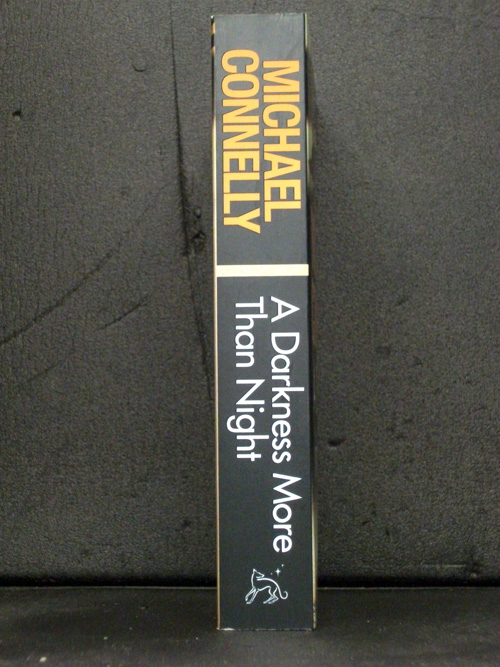 MICHAEL
CONNELLY
A Darkness More
Than Night